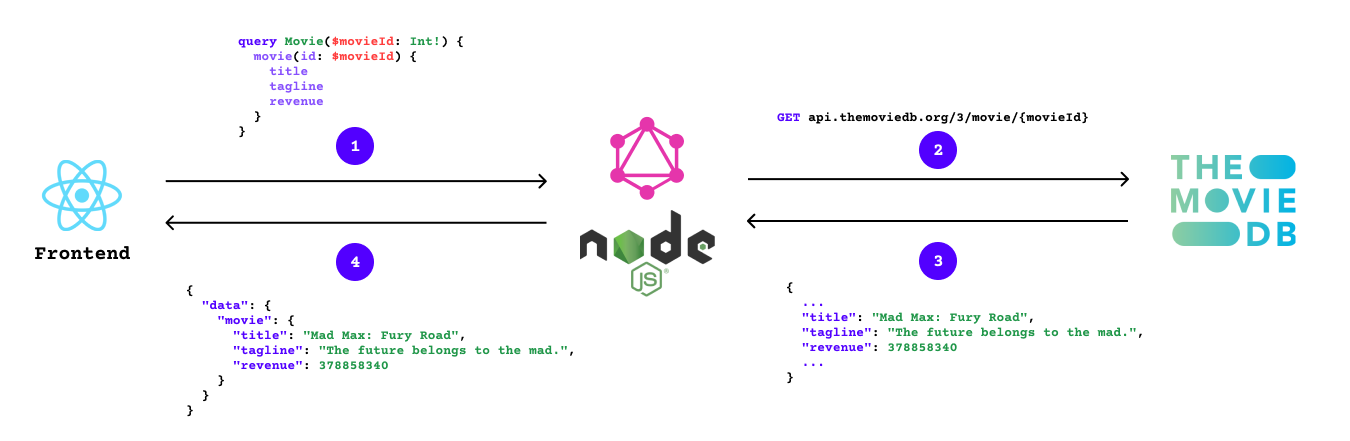 query Movie($movieId: Int!) {
  movie(id: $movieId) {
    title
    tagline
    revenue
  }
}
1
Frontend
4
{
  "data": {
    "movie": {
      "title": "Mad Max: Fury Road",
      "tagline": "The future belongs to the mad.",
      "revenue": 378858340
    }
  }
}
node
JS®
GET api.themoviedb.org/3/movie/{movieId}
2
3
{
  ...
  "title": "Mad Max: Fury Road",
  "tagline": "The future belongs to the mad.",
  "revenue": 378858340
  ...
}
THE
MOVIE
DB